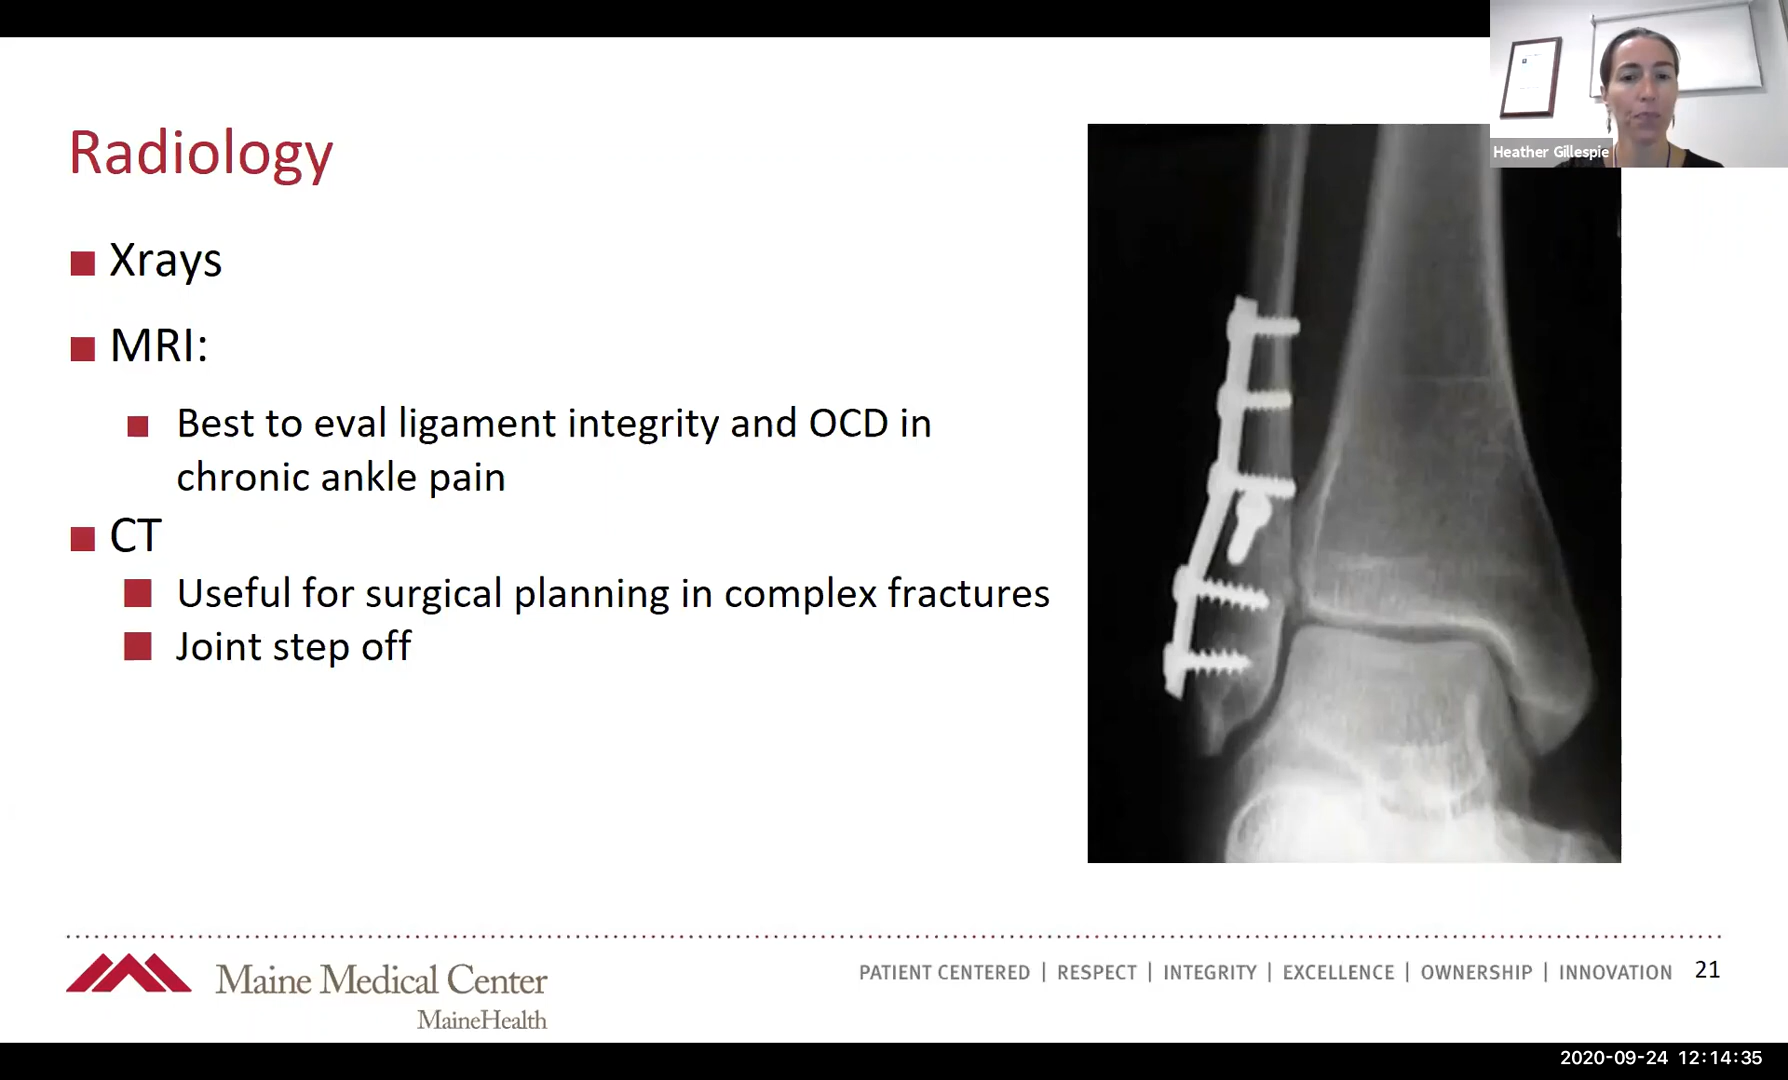 Heather Gillespie
Radiology
Xrays
MRI:
Best to eval ligament integrity and OCD in
chronic ankle pain
CT
Useful for surgical planning in complex fractures
Joint step off
Maine Medical Center
MaineHealth
PATIENT CENTERED | RESPECT | INTEGRITY | EXCELLENCE | OWNERSHIP | INNOVATION 21
2020-09-24 12:14:35